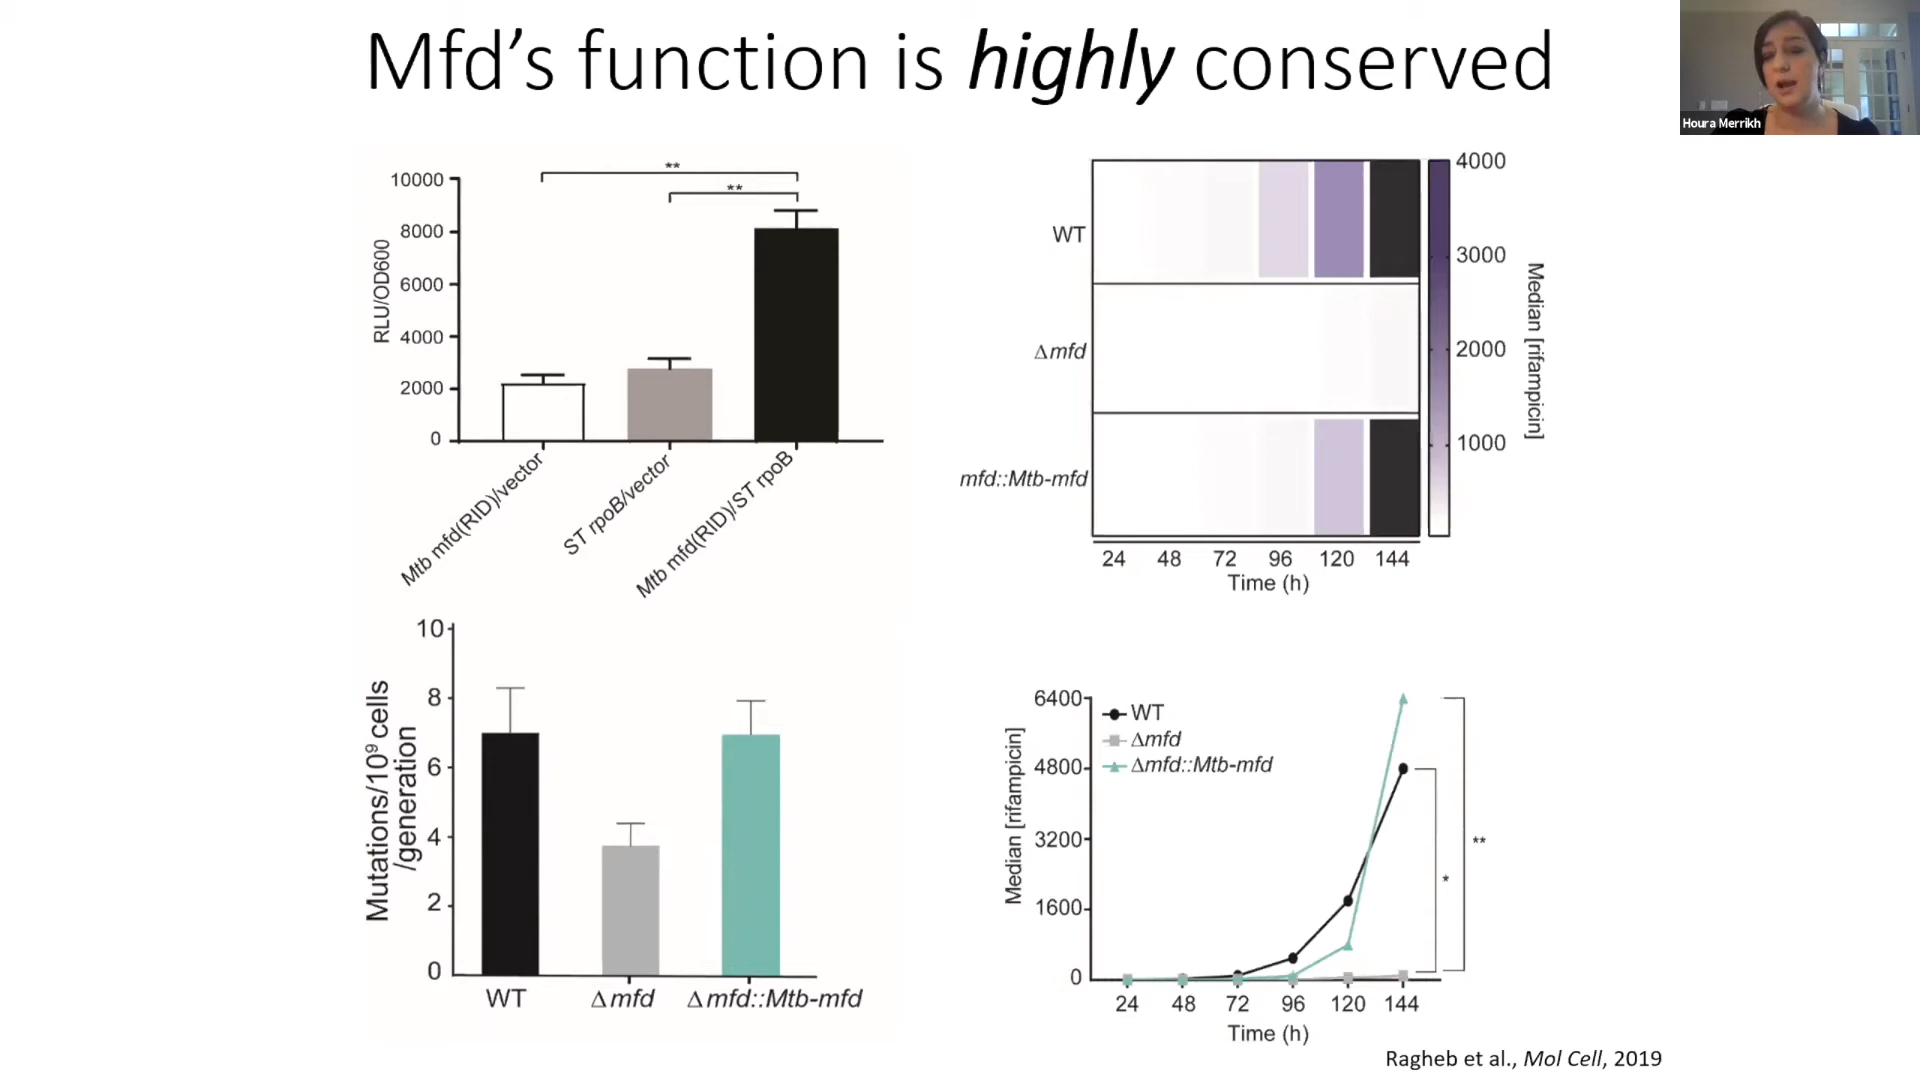 Mfd's function is highly conserved
Houra Merrikh
**
**
10000
8000
6000
4000
2000
0
RLU/OD600
Mtb mfd(RID)/vector
ST rpoB/vector
Mtb mfd(RID)/ST rpoB
WT
Δmfd
mfd::Mtb-mfd
24 48 72 96 120 144
Time (h)
4000
3000
2000
1000
Median [rifampicin]
10
8
6
4
2
0
Mutations/10⁹ cells
/generation
WT Δmfd Δmfd::Mtb-mfd
6400
4800
3200
1600
0
Median [rifampicin]
WT
Δmfd
Δmfd::Mtb-mfd
**
*
24 48 72 96 120 144
Time (h)
Ragheb et al., Mol Cell, 2019